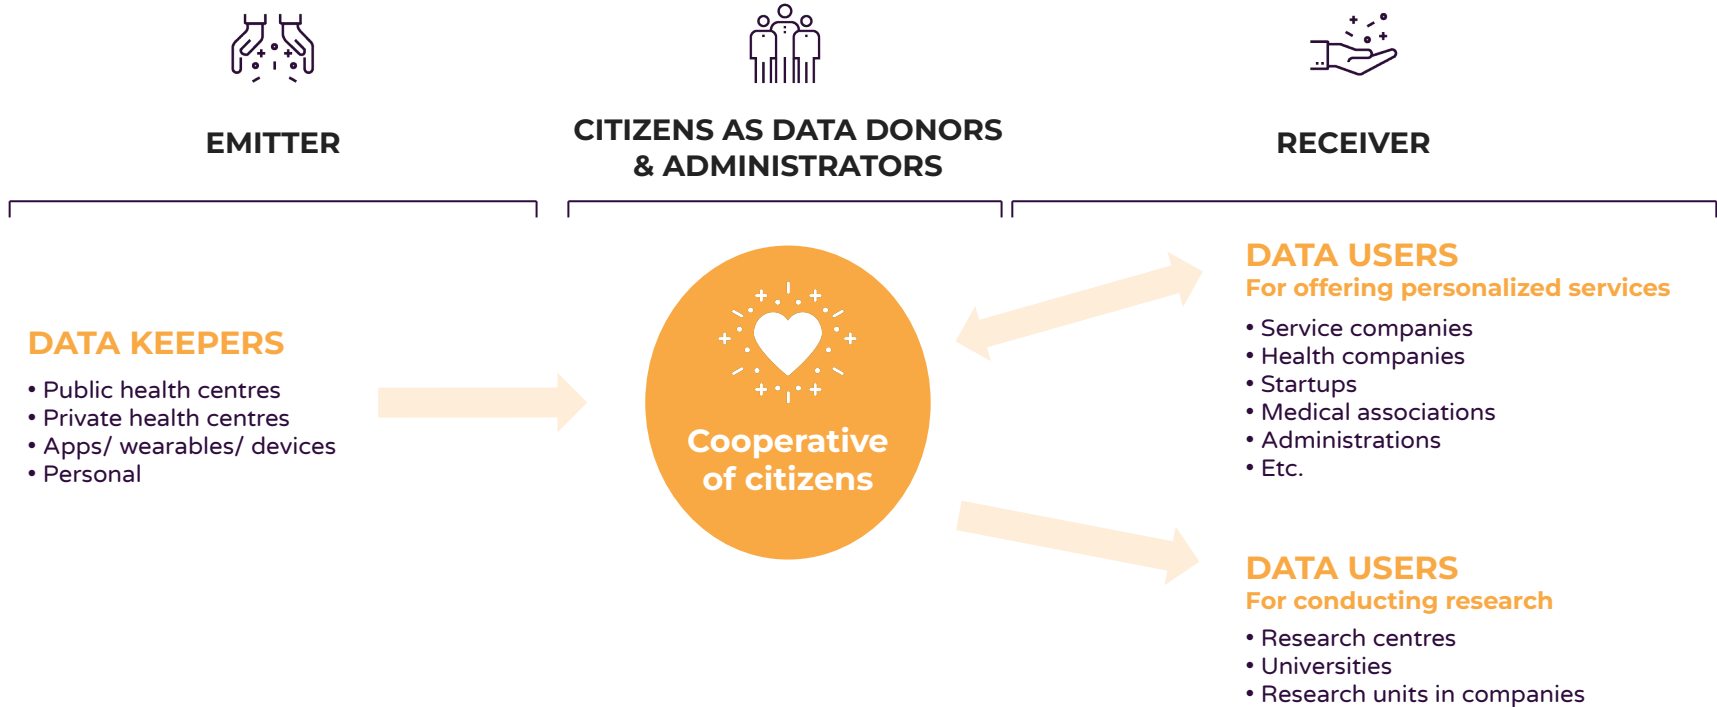 EMITTER
CITIZENS AS DATA DONORS
& ADMINISTRATORS
RECEIVER
DATA KEEPERS
• Public health centres
• Private health centres
• Apps/ wearables/ devices
• Personal
Cooperative
of citizens
DATA USERS
For offering personalized services
• Service companies
• Health companies
• Startups
• Medical associations
• Administrations
• Etc.
DATA USERS
For conducting research
• Research centres
• Universities
• Research units in companies